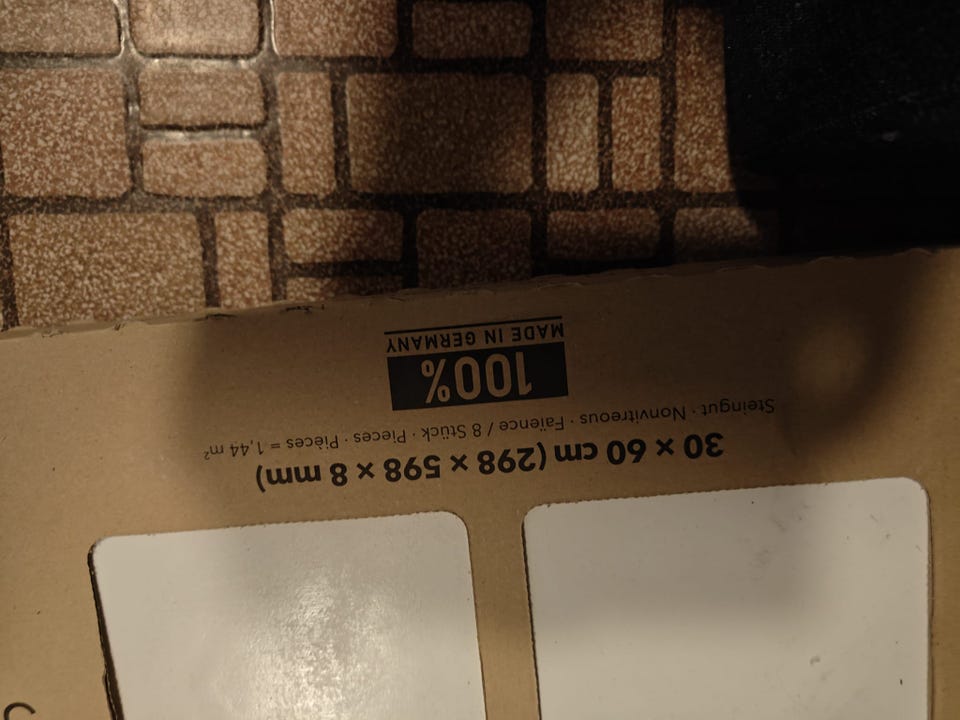 30 × 60 cm (298 × 598 × 8 mm)
Steingut · Nonvitreous · Faïence / 8 Stück · Pieces · Pièces = 1,44 m²
100%
MADE IN GERMANY